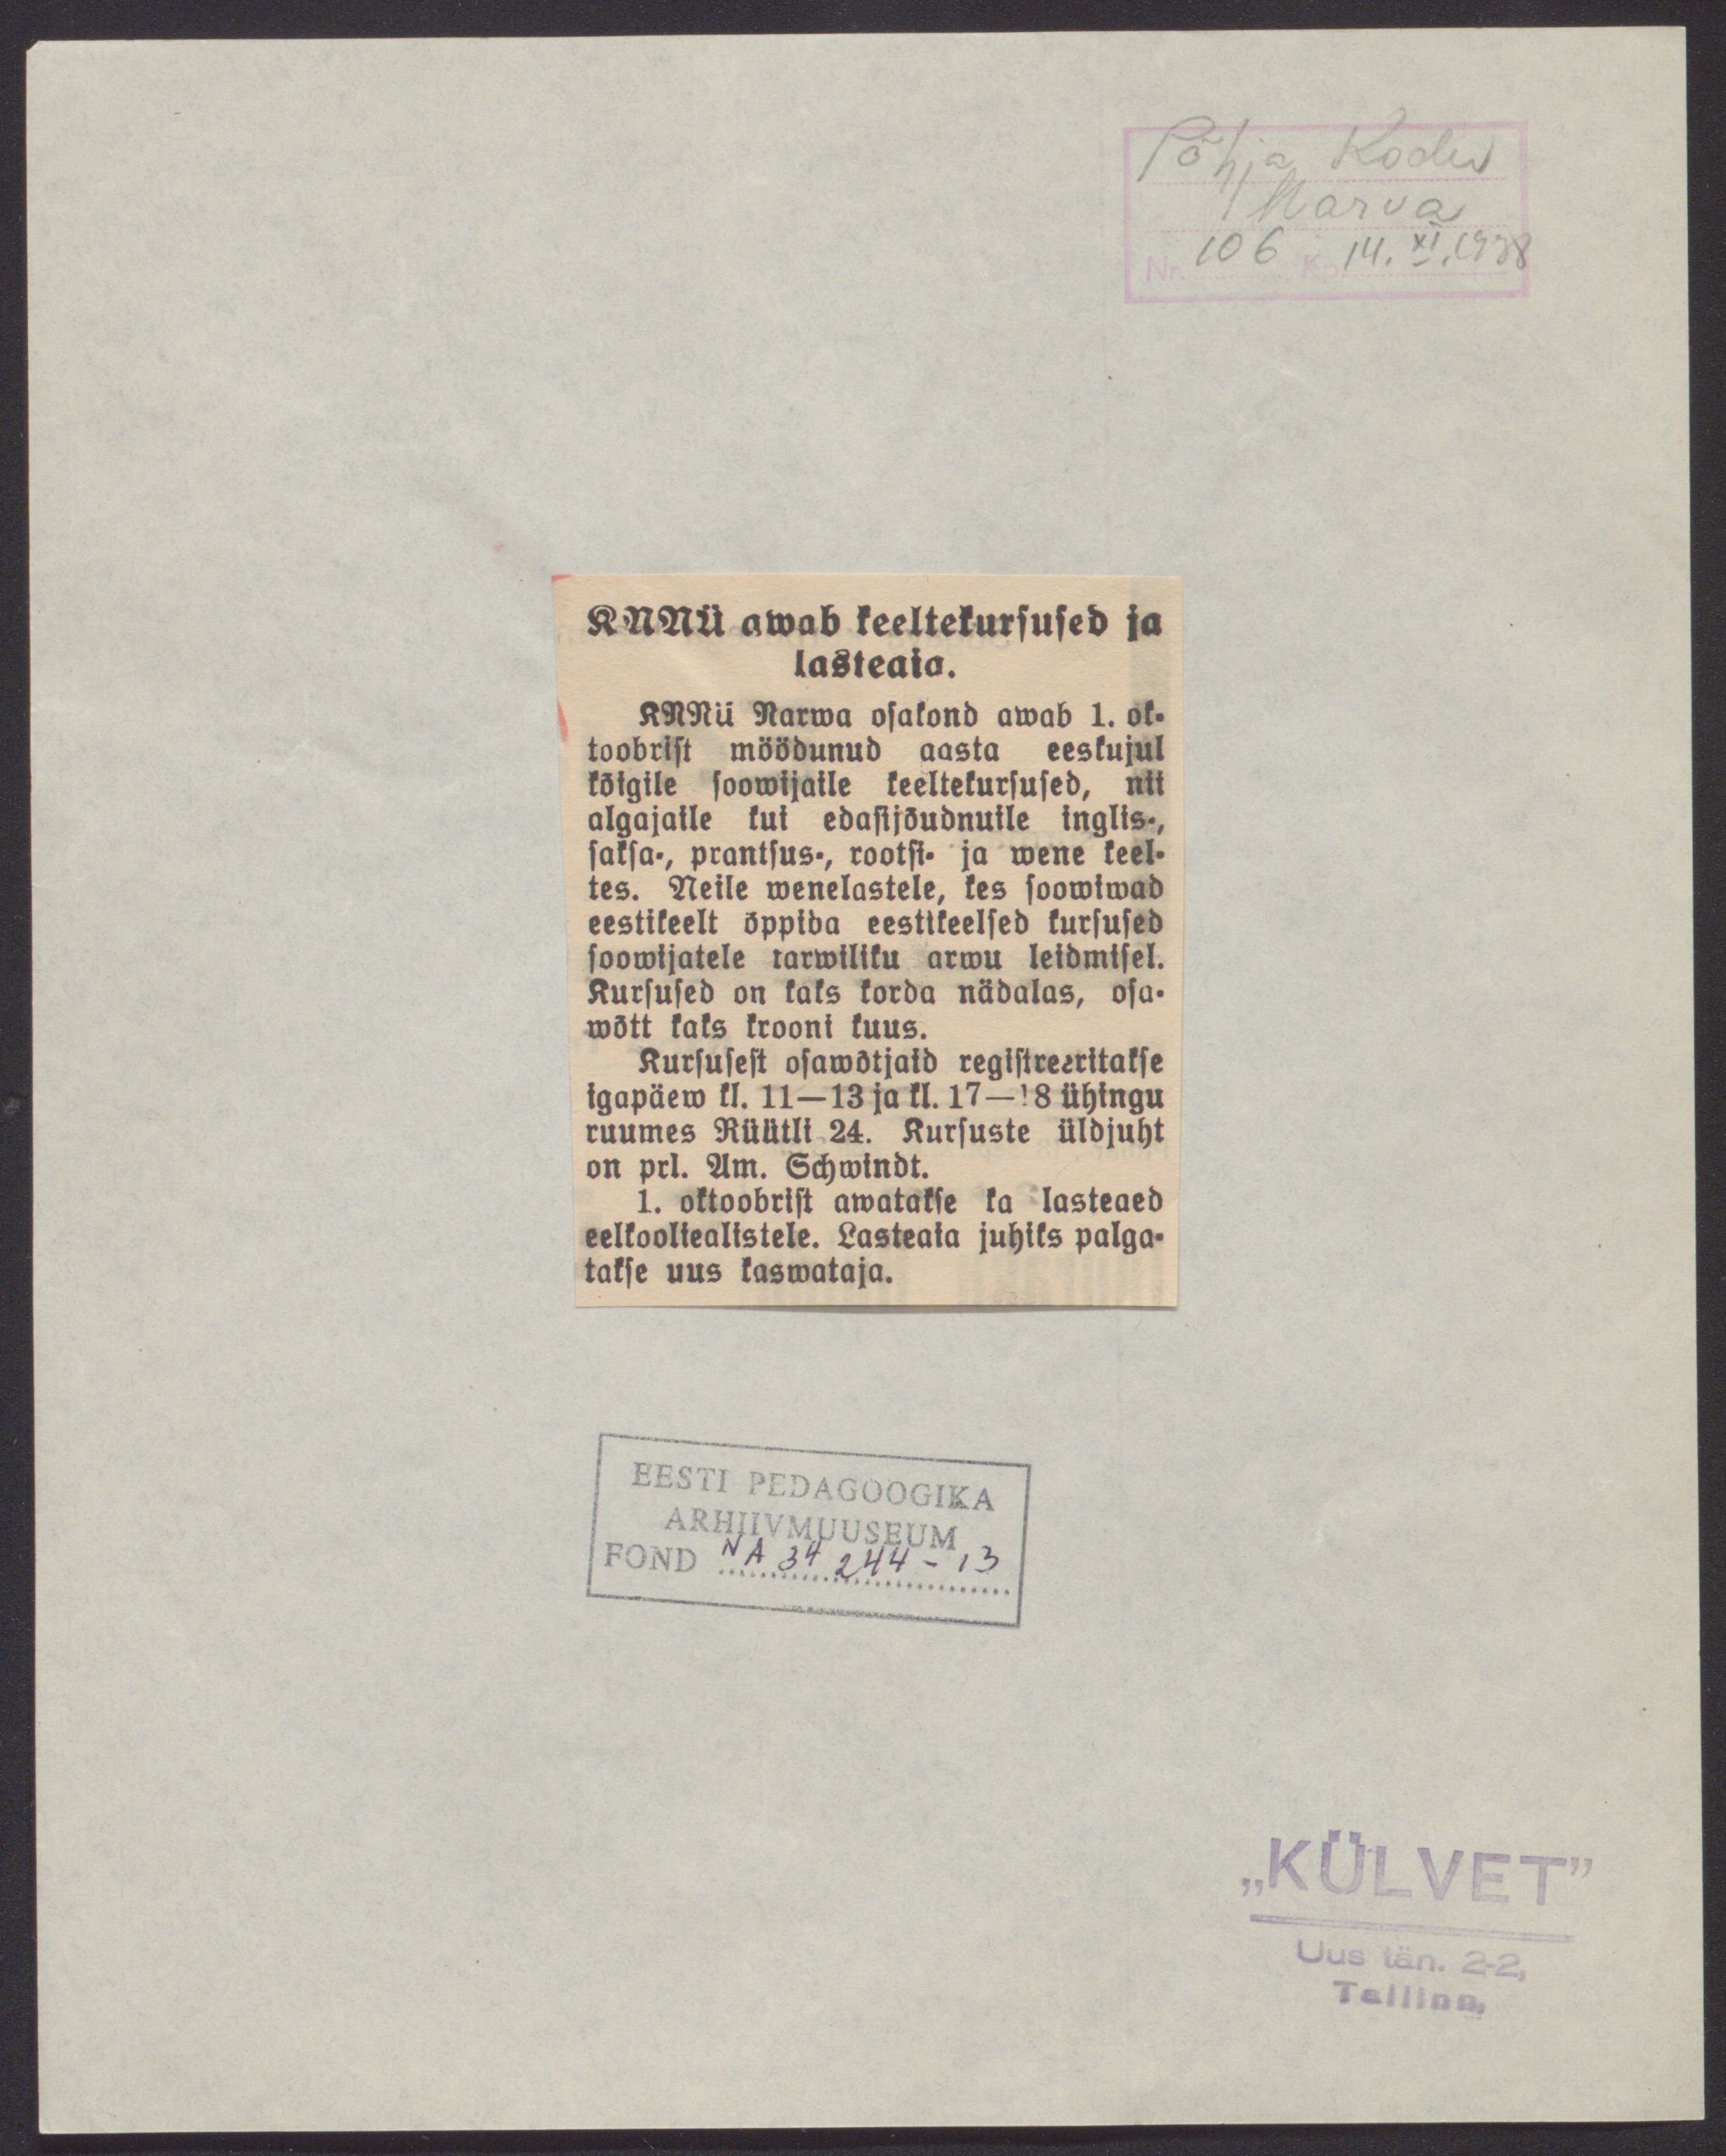 Põhja Kodu
Narva
Nr. 106 Kp. 14. XI. 1938
KNNÜ awab keeltekursused ja
lasteaia.
KNNü Narwa osakond awab 1. ok-
toobrist möödunud aasta eeskujul
kõigile soowijaile keeltekursused, nii
algajaile kui edasijõudnuile inglis-,
saksa-, prantsus-, rootsi- ja wene keel-
tes. Neile wenelastele, kes soowiwad
eestikeelt õppida eestikeelsed kursused
soowijatele tarwiliku arwu leidmisel.
Kursused on kaks korda nädalas, osa-
wõtt kaks krooni kuus.
Kursusest osawõtjaid registreeritakse
igapäew kl. 11—13 ja kl. 17—18 ühingu
ruumes Rüütli 24. Kursuste üldjuht
on prl. Am. Schwindt.
1. oktoobrist awatakse ka lasteaed
eelkooliealistele. Lasteaia juhiks palga-
takse uus kaswataja.
EESTI PEDAGOOGIKA
ARHIIVMUUSEUM
FOND NA 34 244-13
„KÜLVET”
Uus tän. 2-2,
Tallinn,